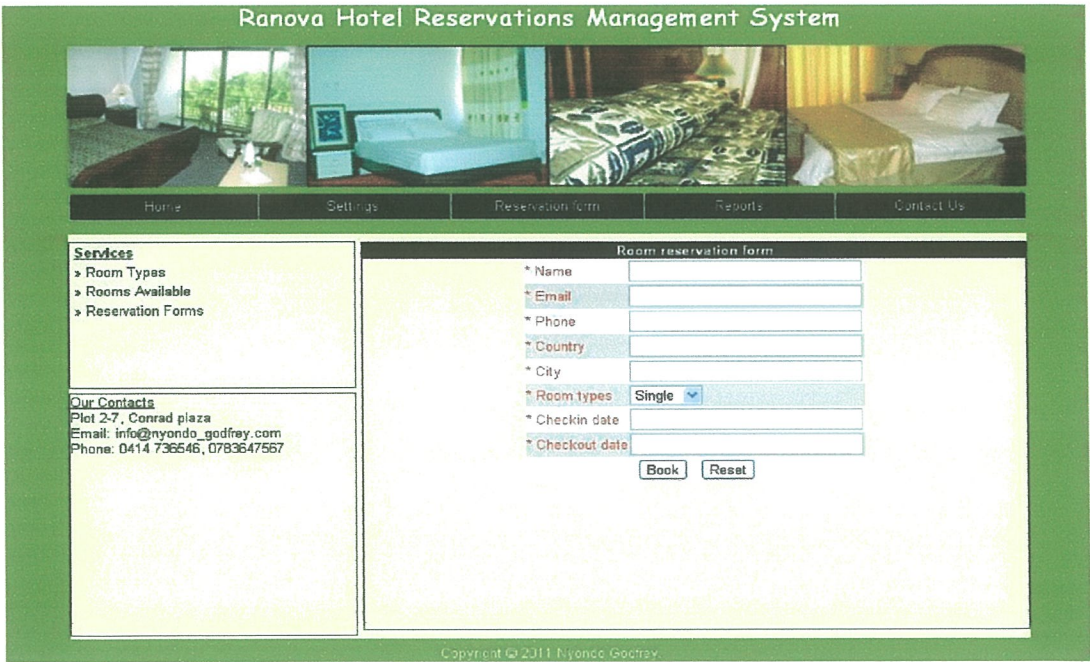 Ranova Hotel Reservations Management System
Home
Settings
Reservation form
Reports
Contact Us
Services
» Room Types
» Rooms Available
» Reservation Forms
Our Contacts
Plot 2-7, Conrad plaza
Email: info@nyondo_godfrey.com
Phone: 0414 736546, 0783647567
Room reservation form
* Name
* Email
* Phone
* Country
* City
* Room types Single
* Checkin date
* Checkout date
Book Reset
Copyright © 2011 Nyondo Godfrey.